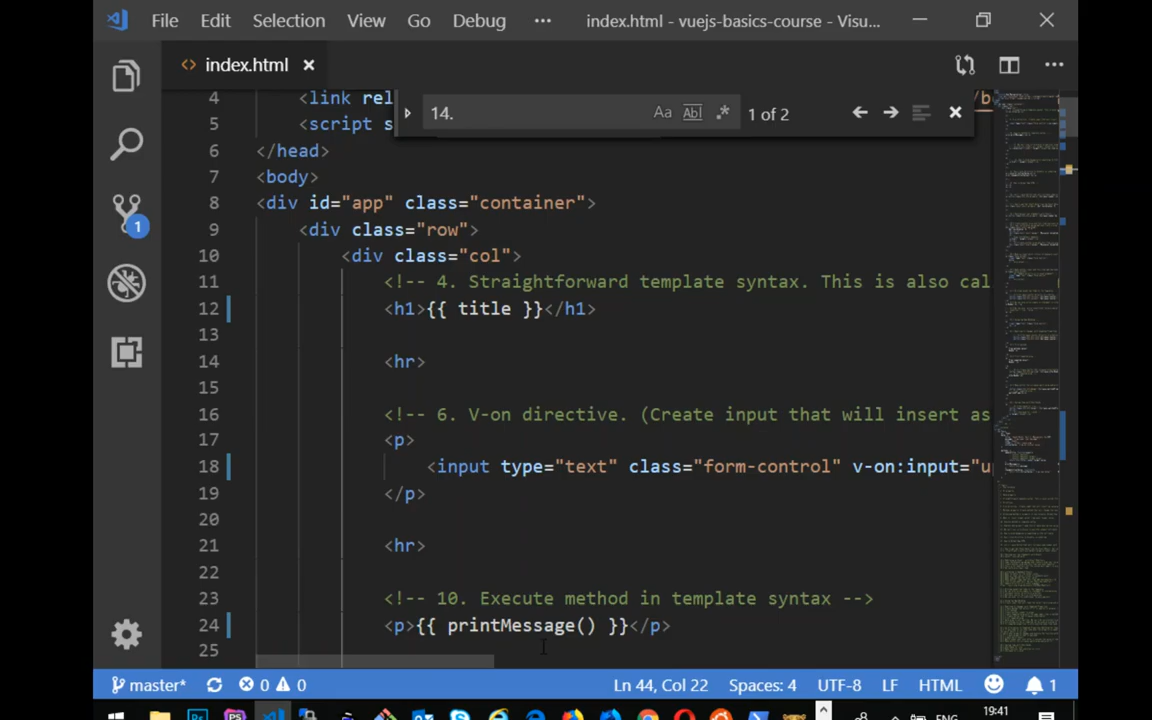 File Edit Selection View Go Debug ··· index.html - vuejs-basics-course - Visu...
index.html
14.
Aa Abl .* 1 of 2
4 <link rel
5 <script s
6 </head>
7 <body>
8 <div id="app" class="container">
9 <div class="row">
10 <div class="col">
11 <!-- 4. Straightforward template syntax. This is also cal
12 <h1>{{ title }}</h1>
13
14 <hr>
15
16 <!-- 6. V-on directive. (Create input that will insert as
17 <p>
18 <input type="text" class="form-control" v-on:input="u
19 </p>
20
21 <hr>
22
23 <!-- 10. Execute method in template syntax -->
24 <p>{{ printMessage() }}</p>
25
1
master* 0 0 Ln 44, Col 22 Spaces: 4 UTF-8 LF HTML 1
19:41
ENG